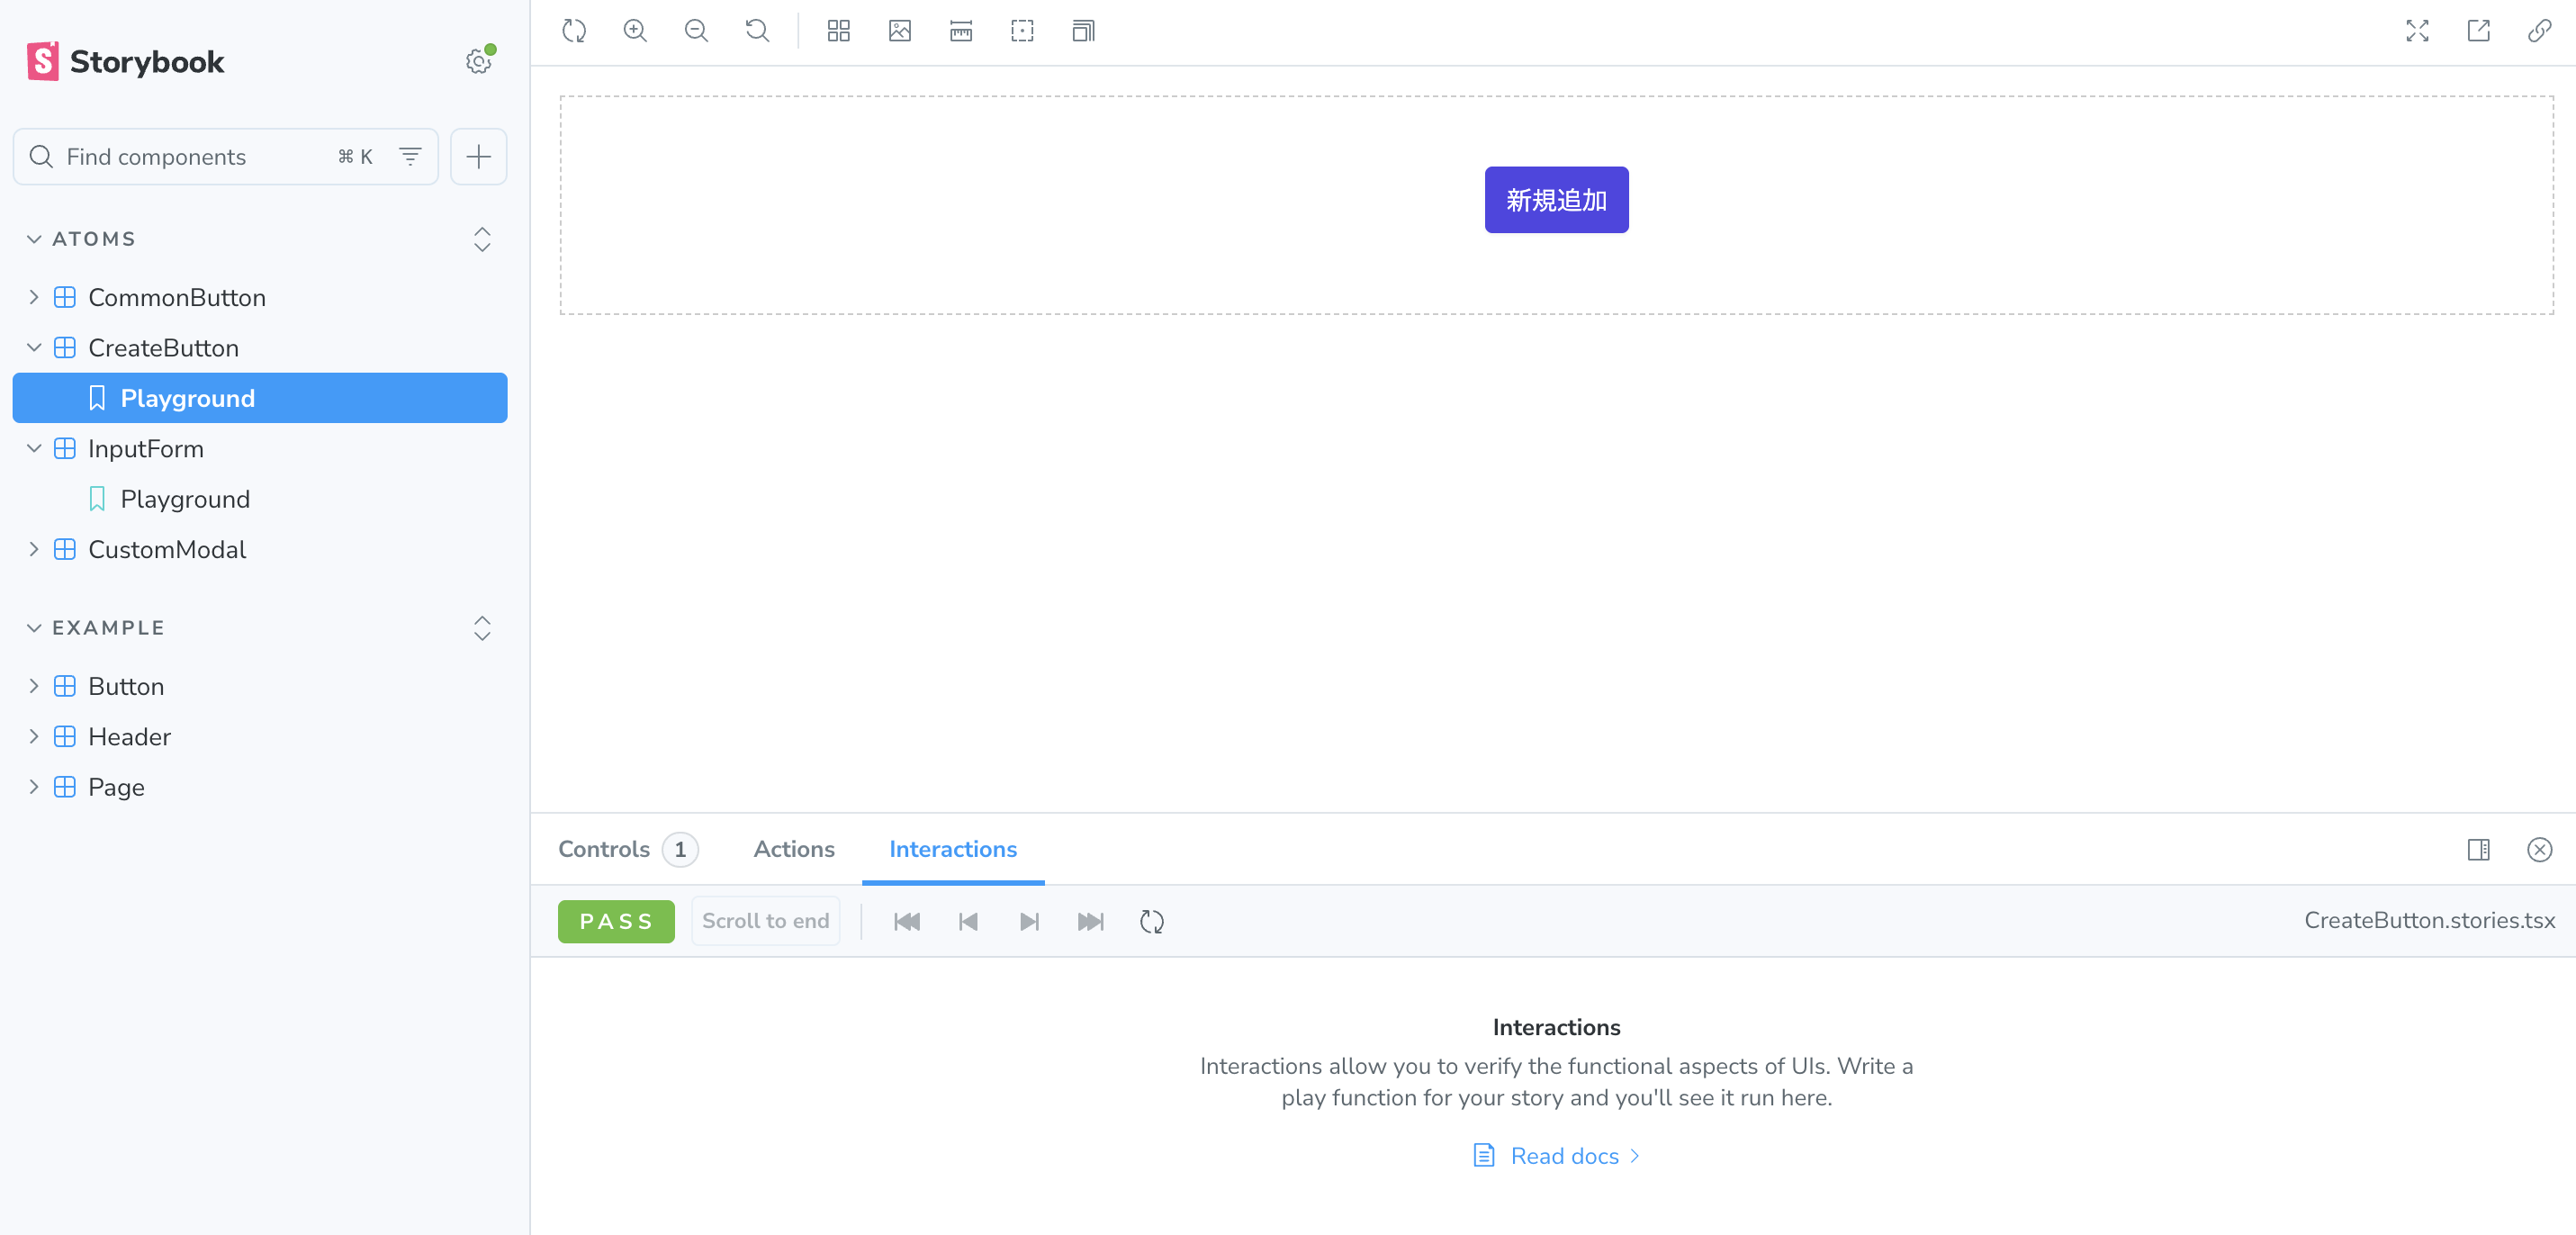 Storybook
Find components ⌘ K
ATOMS
CommonButton
CreateButton
Playground
InputForm
Playground
CustomModal
EXAMPLE
Button
Header
Page
新規追加
Controls 1 Actions Interactions
PASS Scroll to end CreateButton.stories.tsx
Interactions
Interactions allow you to verify the functional aspects of UIs. Write a
play function for your story and you'll see it run here.
Read docs